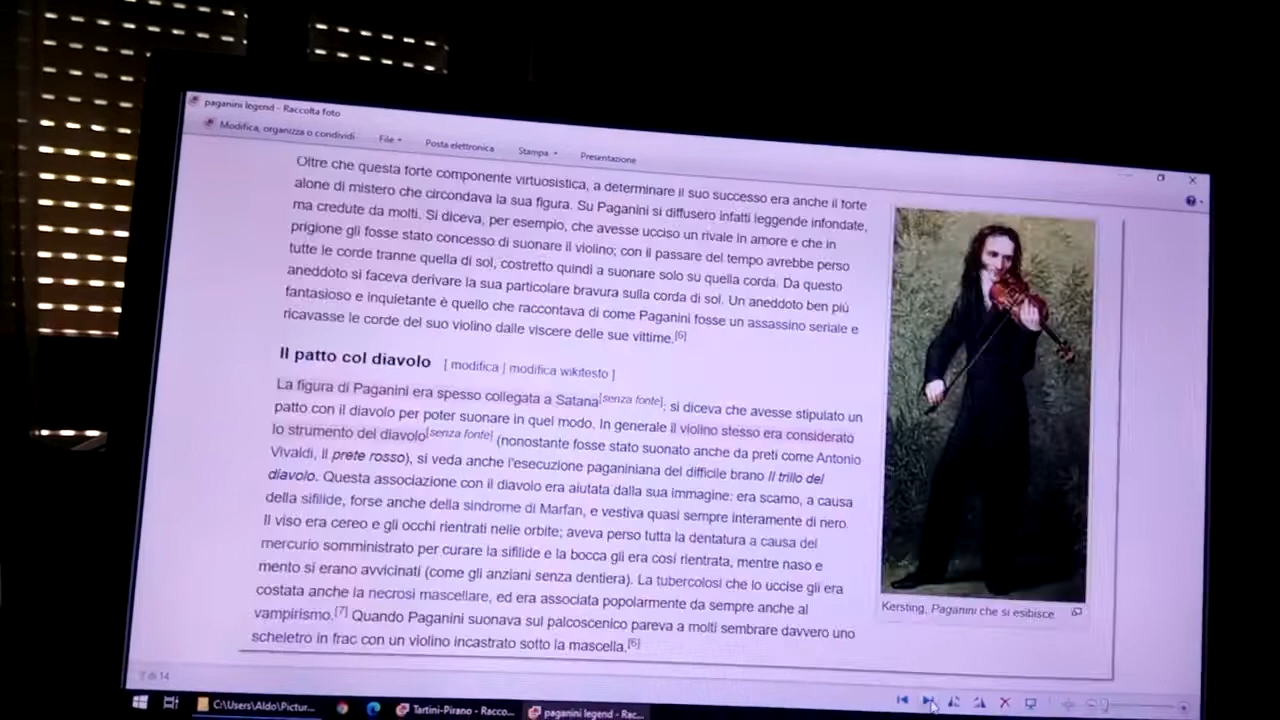 paganini legend - Raccolta foto
Modifica, organizza o condividi File Posta elettronica Stampa Presentazione
Oltre che questa forte componente virtuosistica, a determinare il suo successo era anche il forte
alone di mistero che circondava la sua figura. Su Paganini si diffusero infatti leggende infondate,
ma credute da molti. Si diceva, per esempio, che avesse ucciso un rivale in amore e che in
prigione gli fosse stato concesso di suonare il violino; con il passare del tempo avrebbe perso
tutte le corde tranne quella di sol, costretto quindi a suonare solo su quella corda. Da questo
aneddoto si faceva derivare la sua particolare bravura sulla corda di sol. Un aneddoto ben più
fantasioso e inquietante è quello che raccontava di come Paganini fosse un assassino seriale e
ricavasse le corde del suo violino dalle viscere delle sue vittime.[6]
Il patto col diavolo [ modifica | modifica wikitesto ]
La figura di Paganini era spesso collegata a Satana[senza fonte]; si diceva che avesse stipulato un
patto con il diavolo per poter suonare in quel modo. In generale il violino stesso era considerato
lo strumento del diavolo[senza fonte] (nonostante fosse stato suonato anche da preti come Antonio
Vivaldi, il prete rosso), si veda anche l'esecuzione paganiniana del difficile brano Il trillo del
diavolo. Questa associazione con il diavolo era aiutata dalla sua immagine: era scarno, a causa
della sifilide, forse anche della sindrome di Marfan, e vestiva quasi sempre interamente di nero.
Il viso era cereo e gli occhi rientrati nelle orbite; aveva perso tutta la dentatura a causa del
mercurio somministrato per curare la sifilide e la bocca gli era così rientrata, mentre naso e
mento si erano avvicinati (come gli anziani senza dentiera). La tubercolosi che lo uccise gli era
costata anche la necrosi mascellare, ed era associata popolarmente da sempre anche al
vampirismo.[7] Quando Paganini suonava sul palcoscenico pareva a molti sembrare davvero uno
scheletro in frac con un violino incastrato sotto la mascella.[6]
Kersting, Paganini che si esibisce
di 14
C:\Users\Aldo\Pictur... Tartini-Pirano - Racco... paganini legend - Rac...